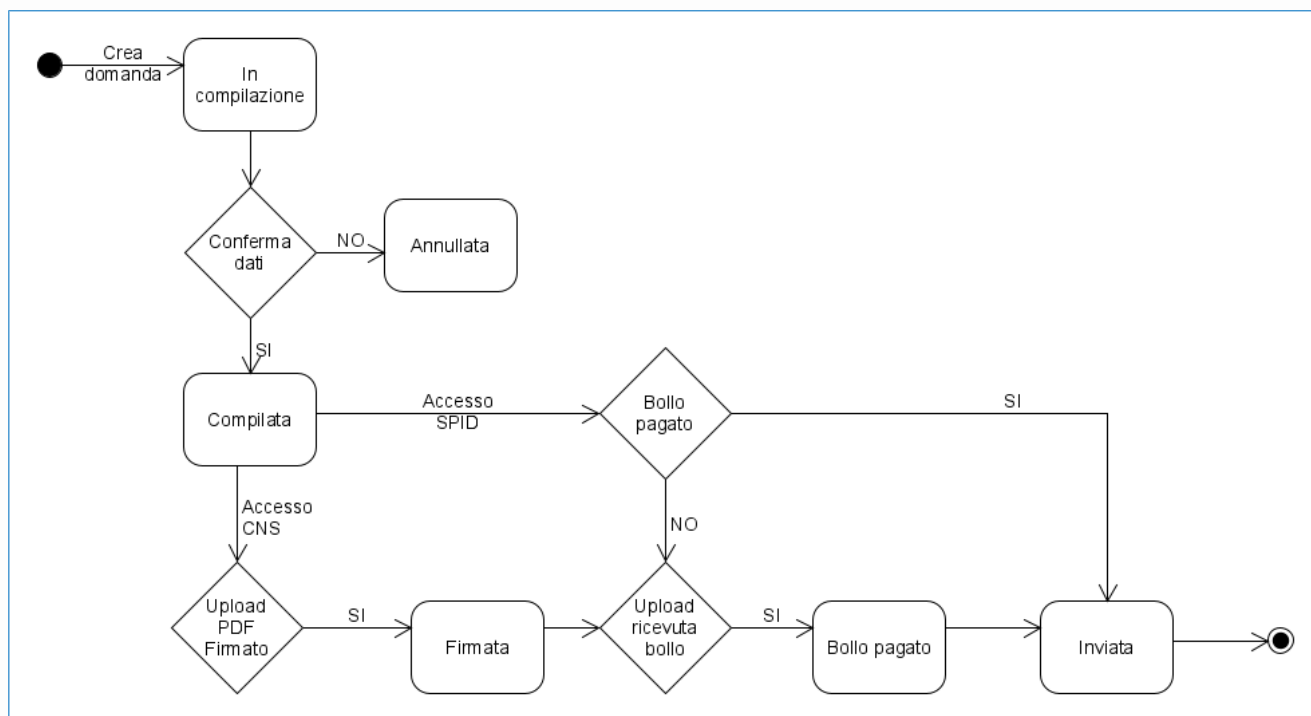 Crea
domanda
In
compilazione
Conferma
dati
NO
Annullata
SI
Compilata
Accesso
SPID
Bollo
pagato
SI
Accesso
CNS
NO
Upload
PDF
Firmato
SI
Firmata
Upload
ricevuta
bollo
SI
Bollo pagato
Inviata